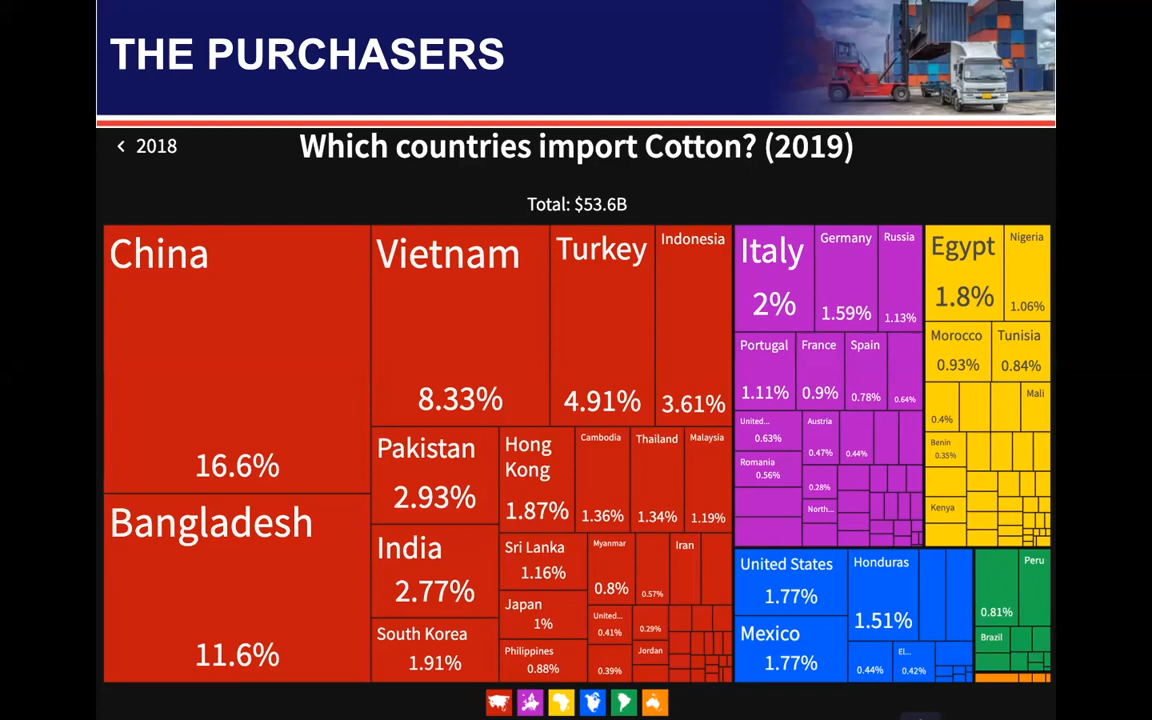 THE PURCHASERS
< 2018
Which countries import Cotton? (2019)
Total: $53.6B
China
16.6%
Bangladesh
11.6%
Vietnam
8.33%
Turkey
4.91%
Indonesia
3.61%
Pakistan
2.93%
India
2.77%
South Korea
1.91%
Hong
Kong
1.87%
Cambodia
1.36%
Thailand
1.34%
Malaysia
1.19%
Sri Lanka
1.16%
Japan
1%
Philippines
0.88%
Myanmar
0.8%
0.57%
Iran
United...
0.41%
0.39%
0.29%
Jordan
Italy
2%
Germany
1.59%
Russia
1.13%
Portugal
1.11%
France
0.9%
Spain
0.78%
0.64%
United...
0.63%
Romania
0.56%
Austria
0.47%
0.44%
0.28%
North...
Egypt
1.8%
Nigeria
1.06%
Morocco
0.93%
Tunisia
0.84%
0.4%
Mali
Benin
0.35%
Kenya
United States
1.77%
Mexico
1.77%
Honduras
1.51%
0.44%
El...
0.42%
0.81%
Peru
Brazil